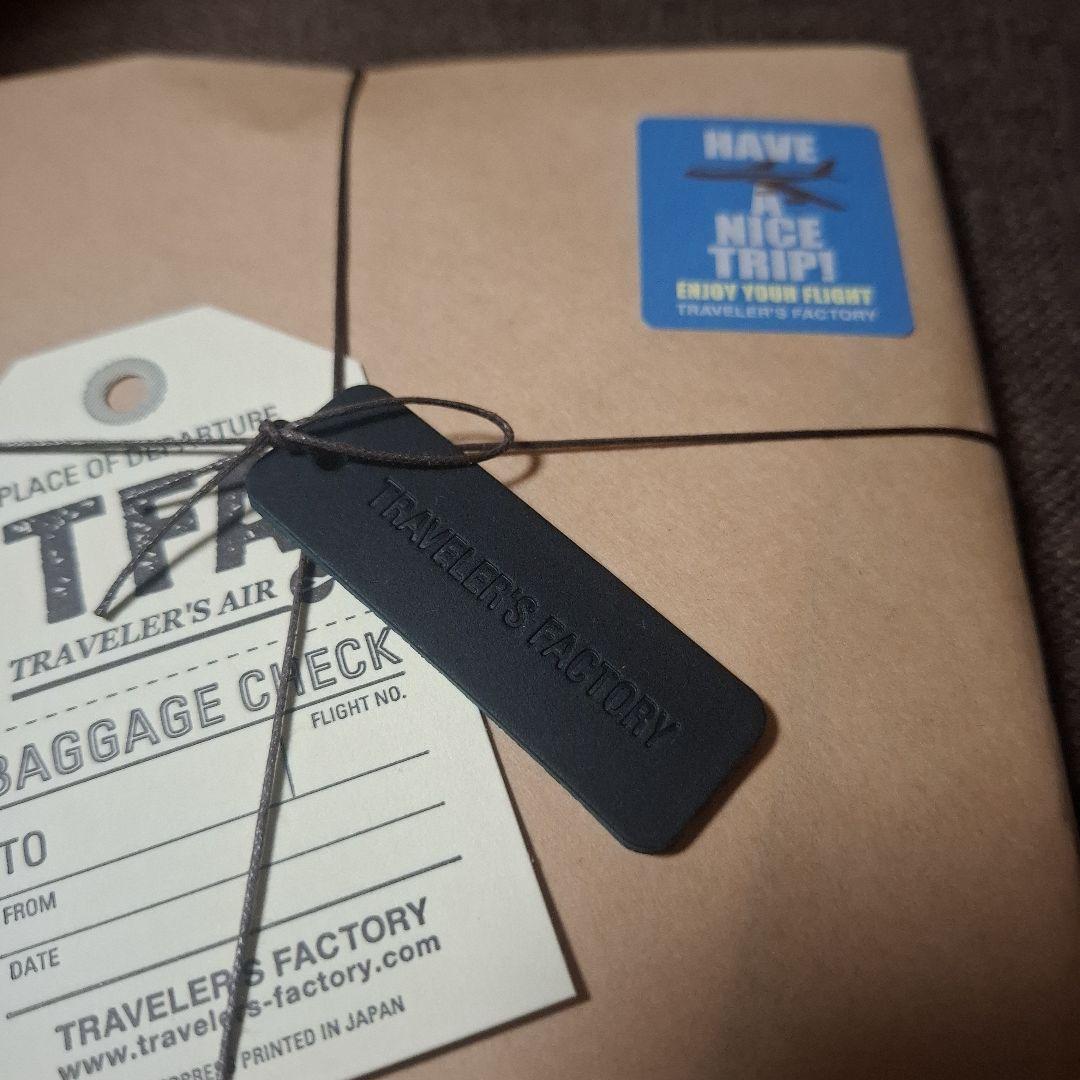 HAVE
A
NICE
TRIP!
ENJOY YOUR FLIGHT
TRAVELER'S FACTORY
PLACE OF DEPARTURE
TFA
TRAVELER'S AIR
BAGGAGE CHECK
FLIGHT NO.
TO
FROM
DATE
TRAVELER'S FACTORY
www.travelers-factory.com
PRINTED IN JAPAN
TRAVELER'S FACTORY